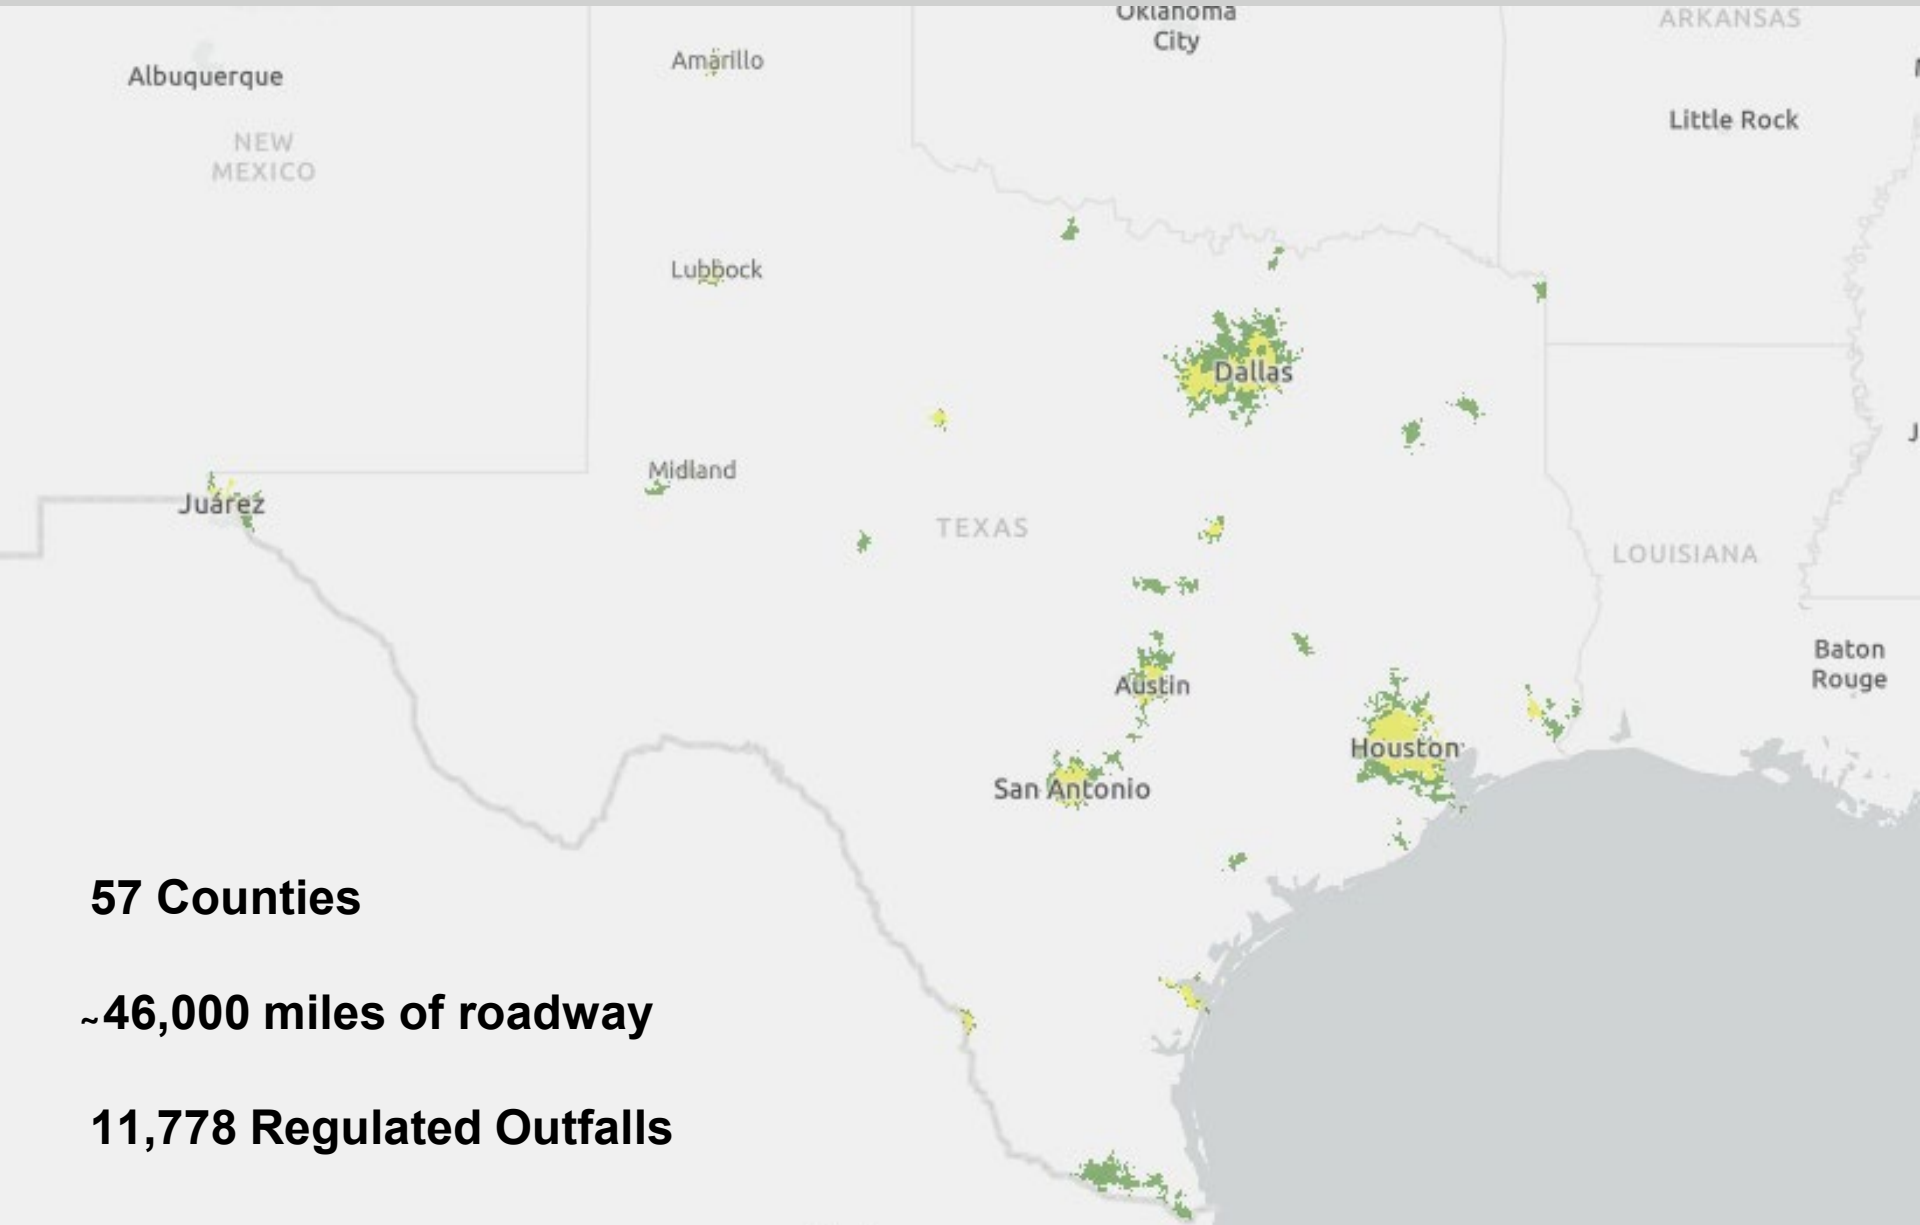 Oklahoma
City
ARKANSAS
Amarillo
Albuquerque
Little Rock
NEW
MEXICO
Lubbock
Dallas
Midland
Juárez
TEXAS
LOUISIANA
Baton
Rouge
Austin
Houston
San Antonio
57 Counties
~46,000 miles of roadway
11,778 Regulated Outfalls